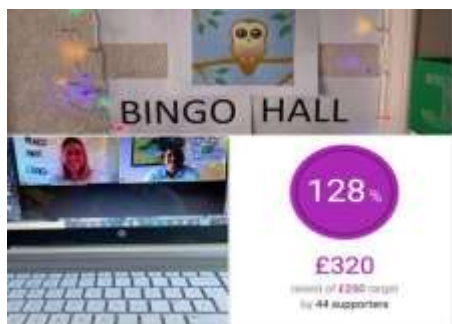 BINGO HALL
128%
£320
raised of £250 target
by 44 supporters